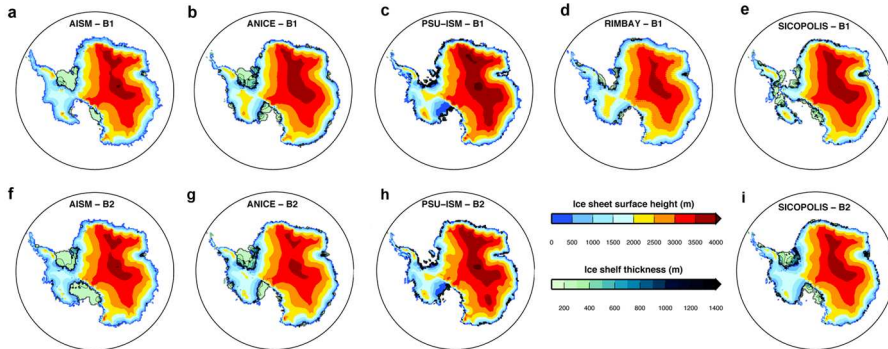 a
AISM – B1
b
ANICE – B1
c
PSU–ISM – B1
d
RIMBAY – B1
e
SICOPOLIS – B1
f
AISM – B2
g
ANICE – B2
h
PSU–ISM – B2
Ice sheet surface height (m)
0 500 1000 1500 2000 2500 3000 3500 4000
Ice shelf thickness (m)
200 400 600 800 1000 1200 1400
i
SICOPOLIS – B2